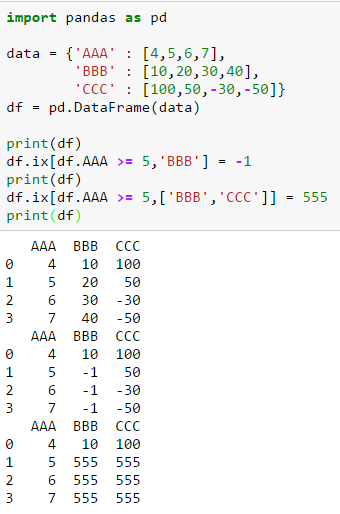 import pandas as pd
data = {'AAA' : [4,5,6,7],
'BBB' : [10,20,30,40],
'CCC' : [100,50,-30,-50]}
df = pd.DataFrame(data)
print(df)
df.ix[df.AAA >= 5,'BBB'] = -1
print(df)
df.ix[df.AAA >= 5,['BBB','CCC']] = 555
print(df)
AAA BBB CCC
0 4 10 100
1 5 20 50
2 6 30 -30
3 7 40 -50
AAA BBB CCC
0 4 10 100
1 5 -1 50
2 6 -1 -30
3 7 -1 -50
AAA BBB CCC
0 4 10 100
1 5 555 555
2 6 555 555
3 7 555 555